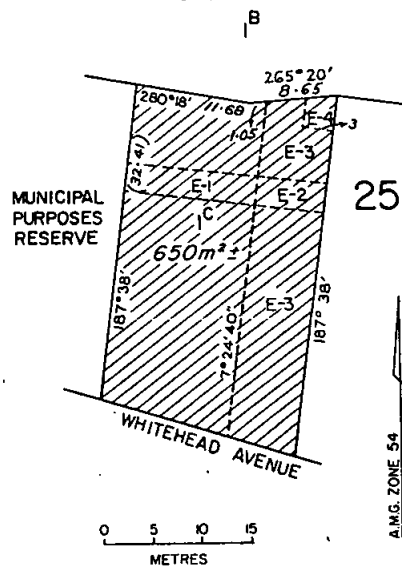 B
265°20'
8·65
280°18'
11·68
1·05
E-4
3
E-3
(32·41)
E-1
E-2
25
MUNICIPAL
PURPOSES
RESERVE
C
650m²±
187°38'
7°24'40"
E-3
187°38'
WHITEHEAD AVENUE
A.M.G. ZONE 54
0 5 10 15
METRES